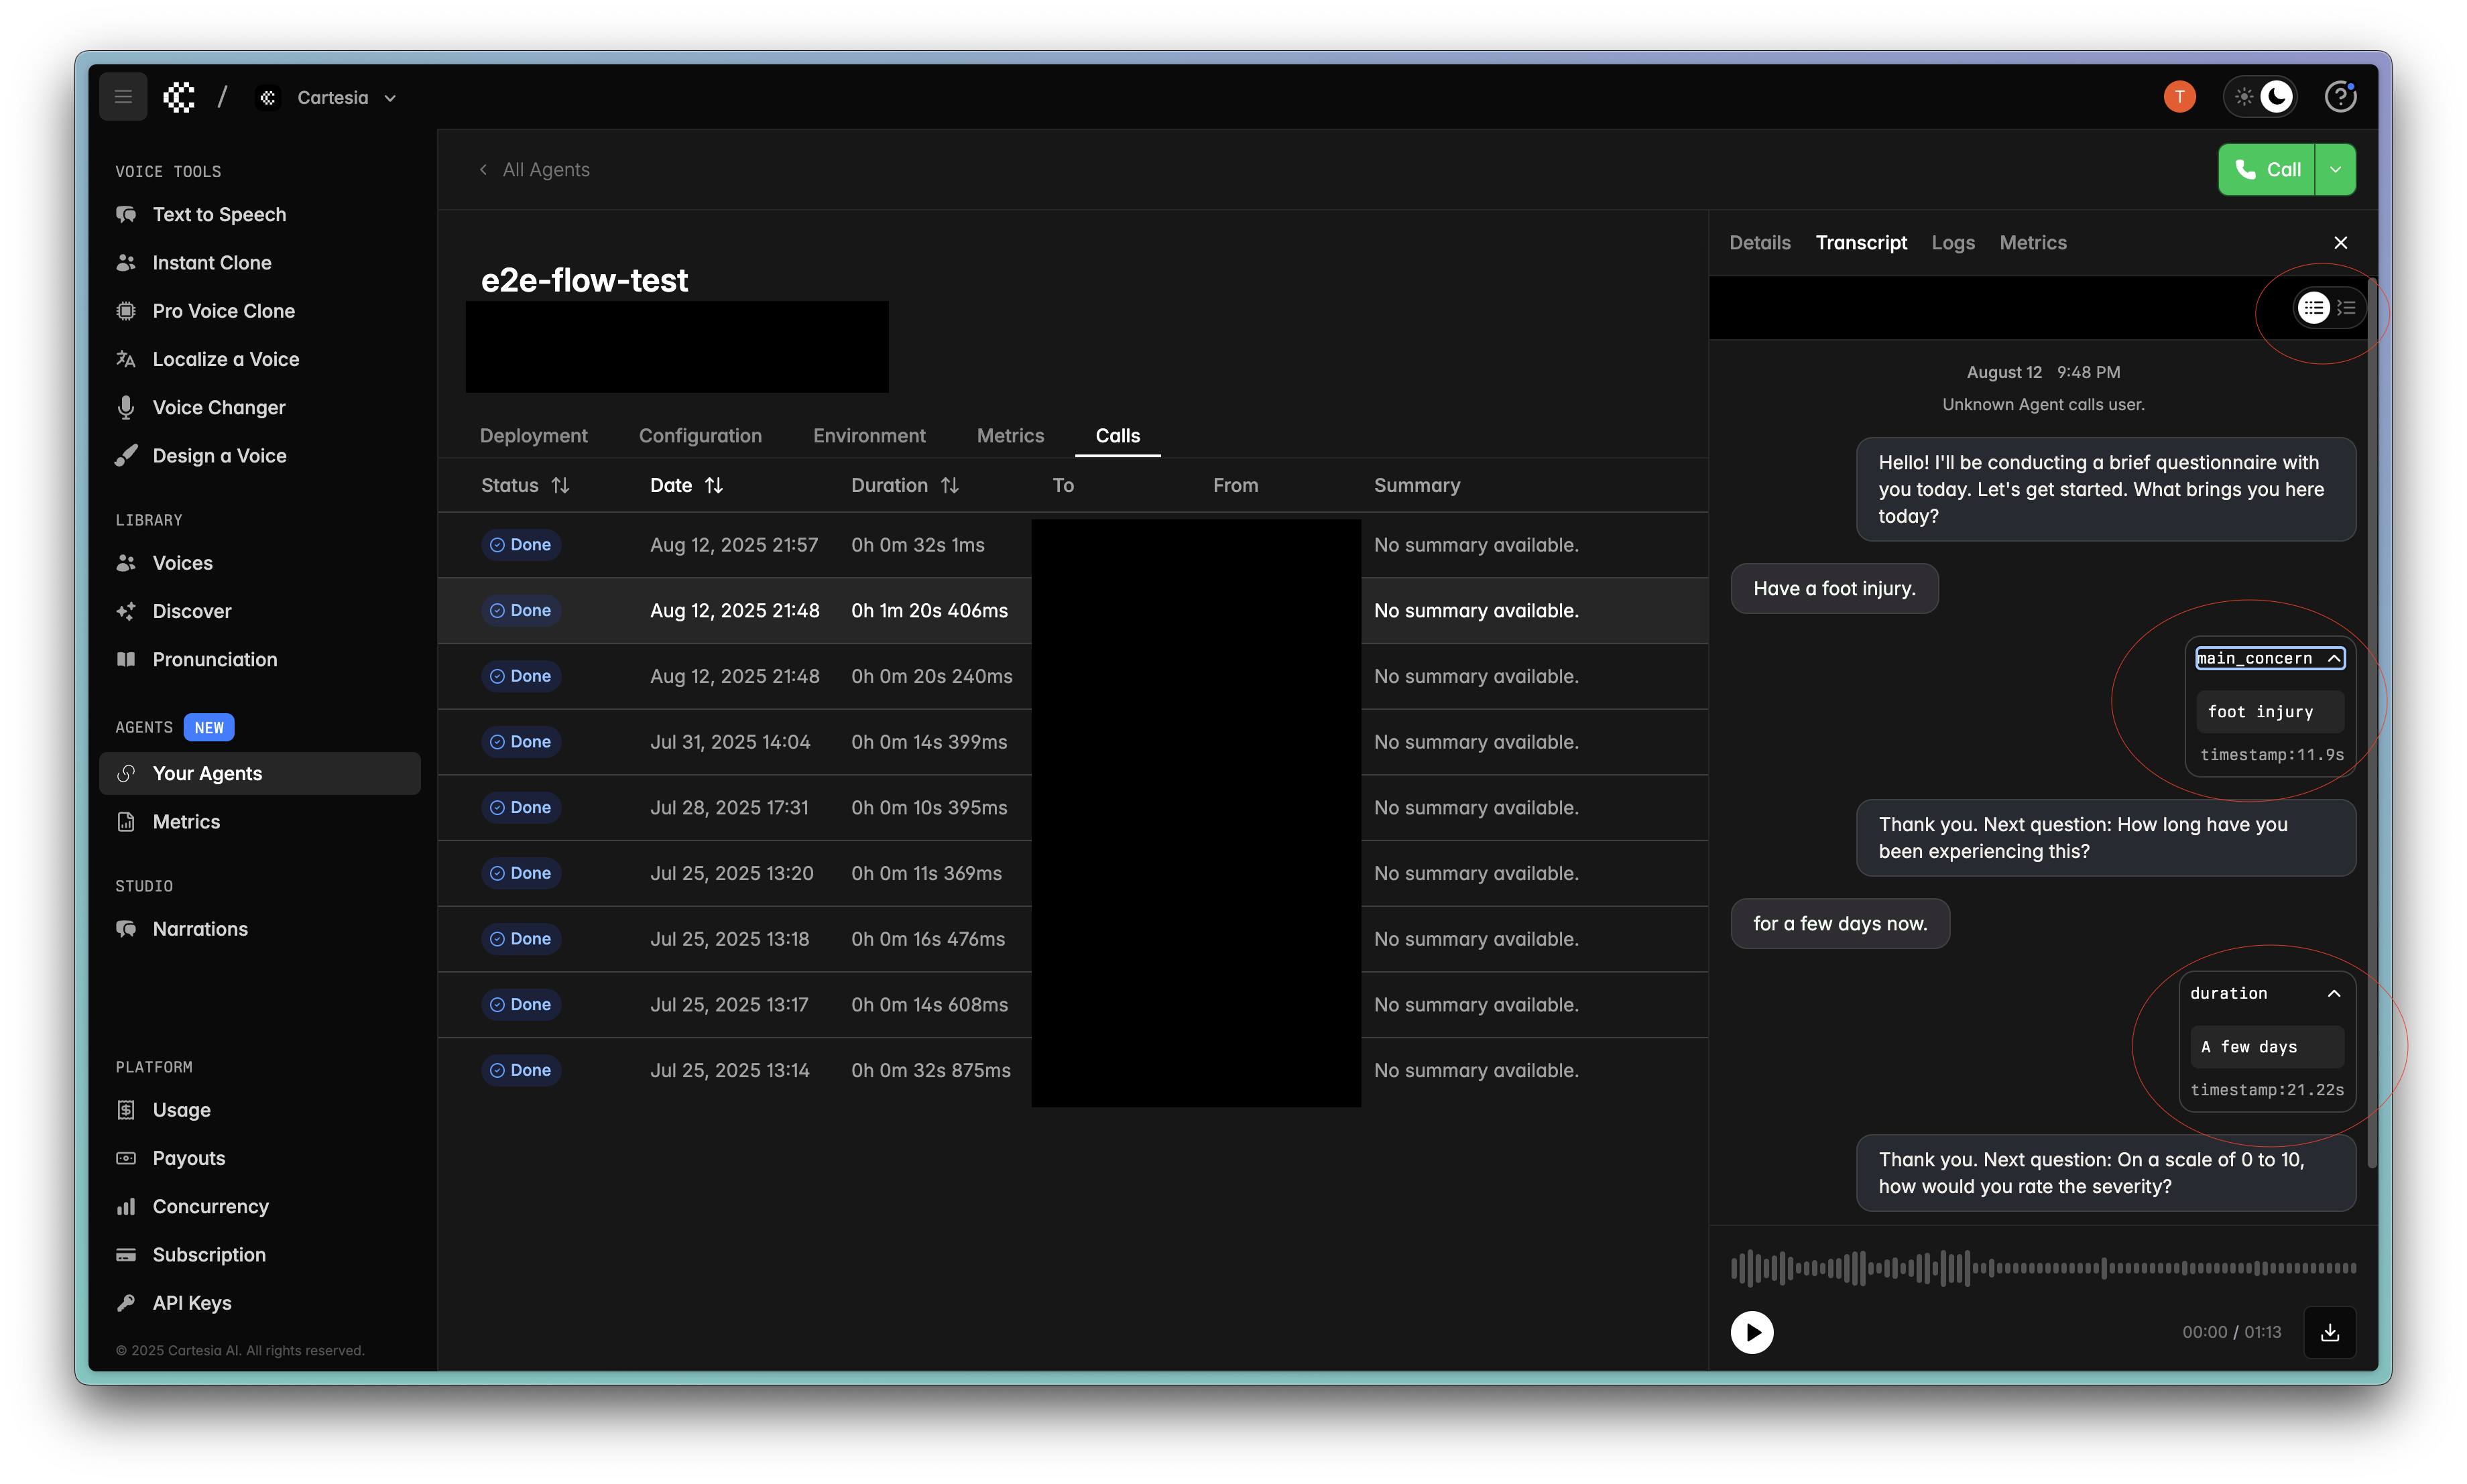 / Cartesia
T
VOICE TOOLS
Text to Speech
Instant Clone
Pro Voice Clone
Localize a Voice
Voice Changer
Design a Voice
LIBRARY
Voices
Discover
Pronunciation
AGENTS NEW
Your Agents
Metrics
STUDIO
Narrations
PLATFORM
Usage
Payouts
Concurrency
Subscription
API Keys
© 2025 Cartesia AI. All rights reserved.
All Agents
Call
e2e-flow-test
Deployment Configuration Environment Metrics Calls
Status Date Duration To From Summary
Done Aug 12, 2025 21:57 0h 0m 32s 1ms No summary available.
Done Aug 12, 2025 21:48 0h 1m 20s 406ms No summary available.
Done Aug 12, 2025 21:48 0h 0m 20s 240ms No summary available.
Done Jul 31, 2025 14:04 0h 0m 14s 399ms No summary available.
Done Jul 28, 2025 17:31 0h 0m 10s 395ms No summary available.
Done Jul 25, 2025 13:20 0h 0m 11s 369ms No summary available.
Done Jul 25, 2025 13:18 0h 0m 16s 476ms No summary available.
Done Jul 25, 2025 13:17 0h 0m 14s 608ms No summary available.
Done Jul 25, 2025 13:14 0h 0m 32s 875ms No summary available.
Details Transcript Logs Metrics
August 12 9:48 PM
Unknown Agent calls user.
Hello! I'll be conducting a brief questionnaire with
you today. Let's get started. What brings you here
today?
Have a foot injury.
main_concern
foot injury
timestamp:11.9s
Thank you. Next question: How long have you
been experiencing this?
for a few days now.
duration
A few days
timestamp:21.22s
Thank you. Next question: On a scale of 0 to 10,
how would you rate the severity?
00:00 / 01:13